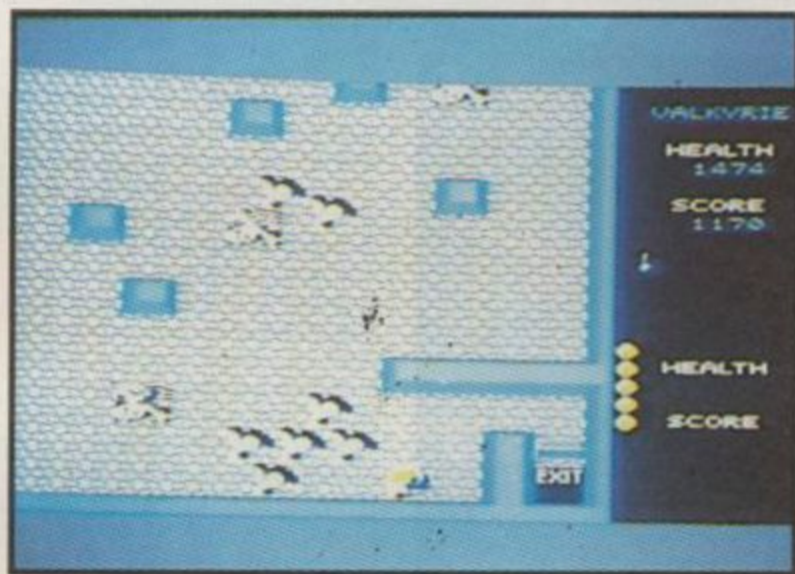 VALKYRIE
HEALTH
1474
SCORE
1170
HEALTH
SCORE
EXIT